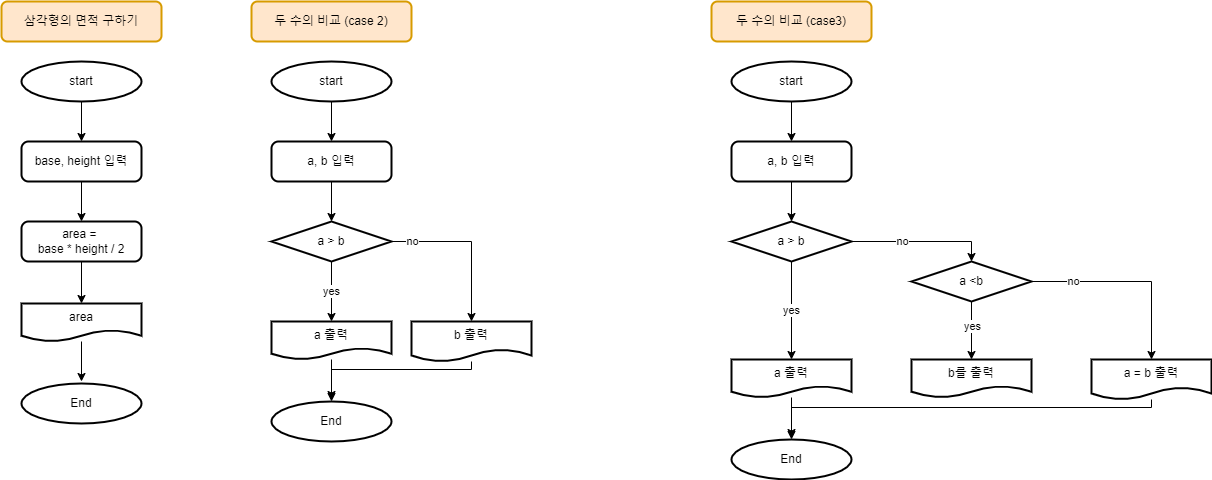 삼각형의 면적 구하기
start
base, height 입력
area =
base * height / 2
area
End
두 수의 비교 (case 2)
start
a, b 입력
a > b
no
yes
a 출력
b 출력
End
두 수의 비교 (case3)
start
a, b 입력
a > b
no
a <b
no
yes
yes
a 출력
b를 출력
a = b 출력
End